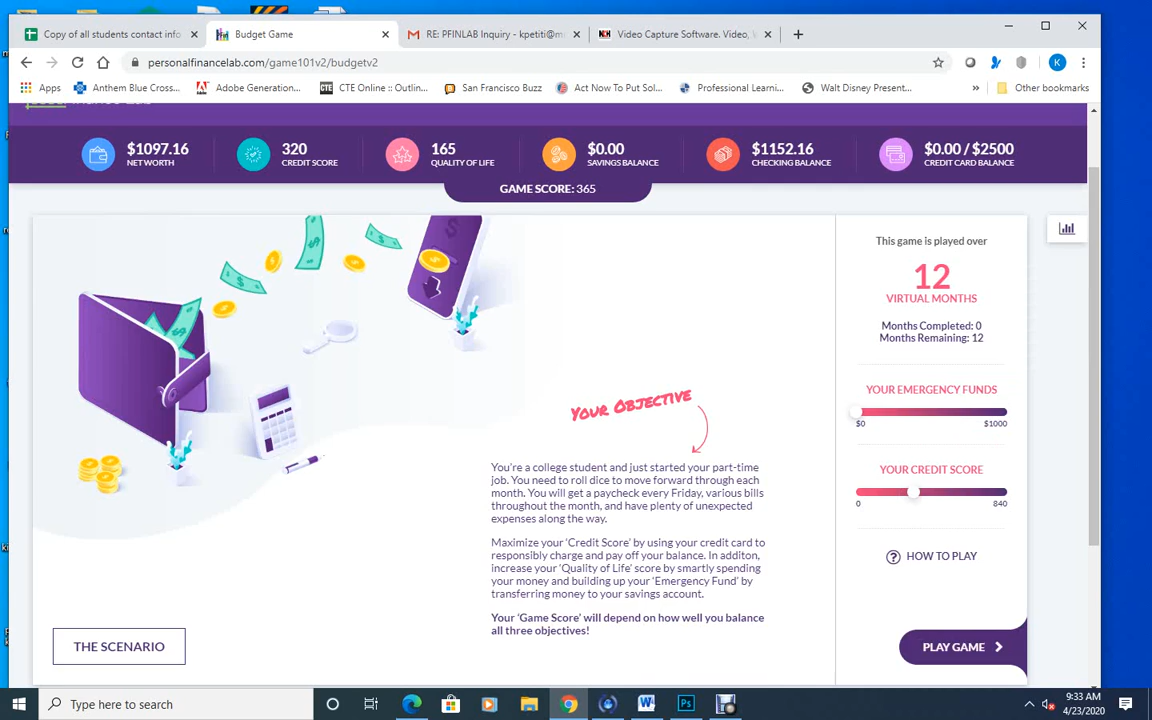 Copy of all students contact info
Budget Game
RE: PFINLAB Inquiry - kpetiti@m
Video Capture Software. Video, W
personalfinancelab.com/game101v2/budgetv2
K
Apps
Anthem Blue Cross...
Adobe Generation...
CTE Online :: Outlin...
San Francisco Buzz
Act Now To Put Sol...
Professional Learni...
Walt Disney Present...
Other bookmarks
$1097.16
NET WORTH
320
CREDIT SCORE
165
QUALITY OF LIFE
$0.00
SAVINGS BALANCE
$1152.16
CHECKING BALANCE
$0.00 / $2500
CREDIT CARD BALANCE
GAME SCORE: 365
Your Objective
You're a college student and just started your part-time
job. You need to roll dice to move forward through each
month. You will get a paycheck every Friday, various bills
throughout the month, and have plenty of unexpected
expenses along the way.
Maximize your 'Credit Score' by using your credit card to
responsibly charge and pay off your balance. In additon,
increase your 'Quality of Life' score by smartly spending
your money and building up your 'Emergency Fund' by
transferring money to your savings account.
Your 'Game Score' will depend on how well you balance
all three objectives!
THE SCENARIO
This game is played over
12
VIRTUAL MONTHS
Months Completed: 0
Months Remaining: 12
YOUR EMERGENCY FUNDS
$0 $1000
YOUR CREDIT SCORE
0 840
HOW TO PLAY
PLAY GAME
Type here to search
9:33 AM
4/23/2020